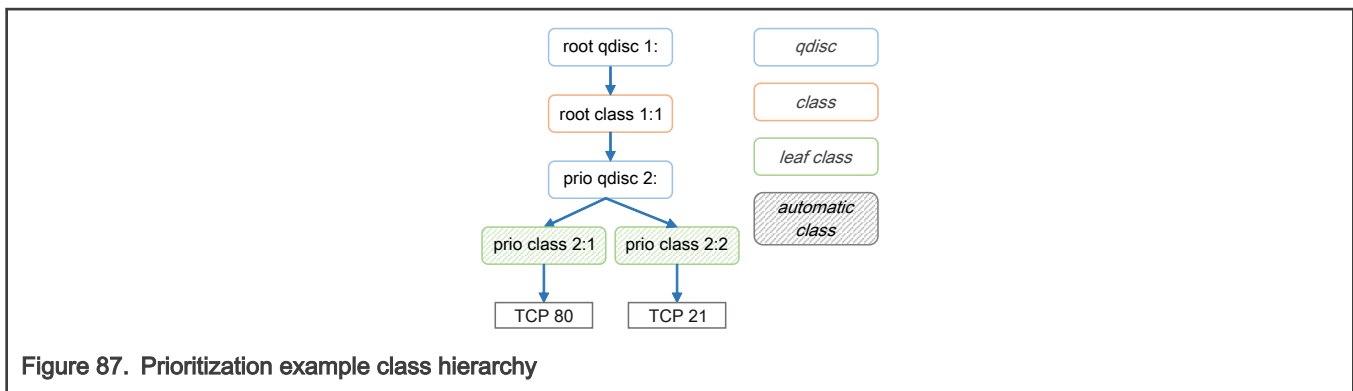 root qdisc 1:
root class 1:1
prio qdisc 2:
prio class 2:1
prio class 2:2
TCP 80
TCP 21
qdisc
class
leaf class
automatic
class
Figure 87. Prioritization example class hierarchy